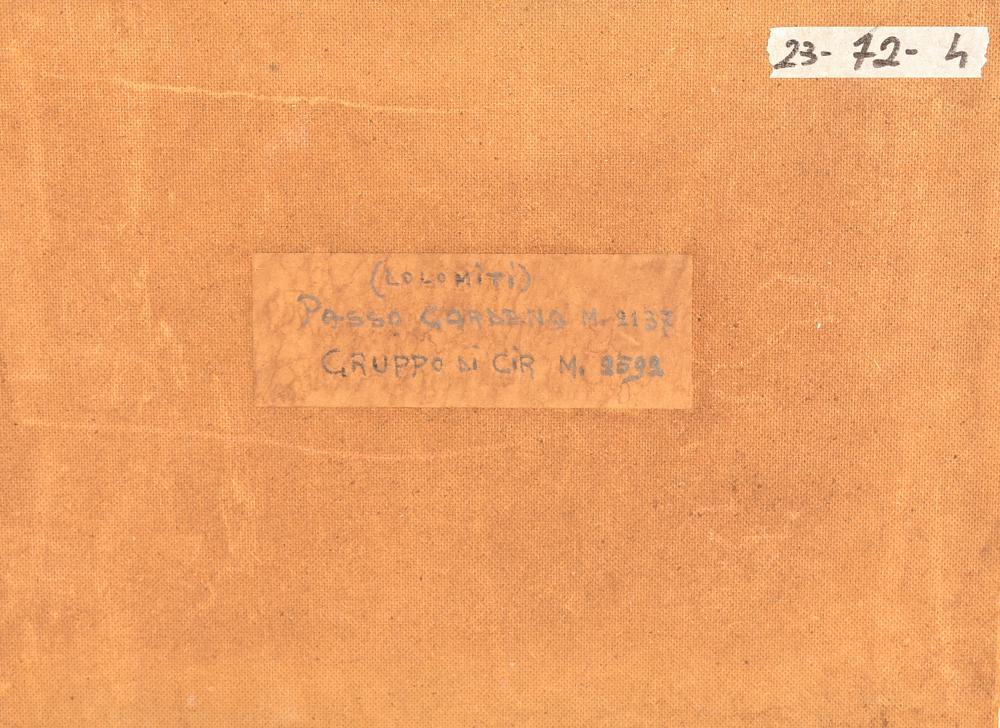 23-72-4
(DOLOMITI)
PASSO GARDENA M. 2137
GRUPPO DI CIR M. 2592